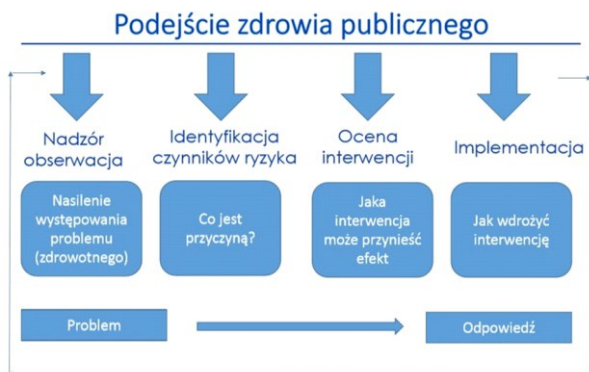 Podejście zdrowia publicznego
Nadzór
obserwacja
Identyfikacja
czynników ryzyka
Ocena
interwencji
Implementacja
Nasilenie
występowania
problemu
(zdrowotnego)
Co jest
przyczyną?
Jaka
interwencja
może przynieść
efekt
Jak wdrożyć
interwencję
Problem
Odpowiedź